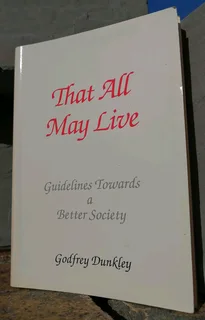 That All
May Live
Guidelines Towards
a
Better Society
Godfrey Dunkley